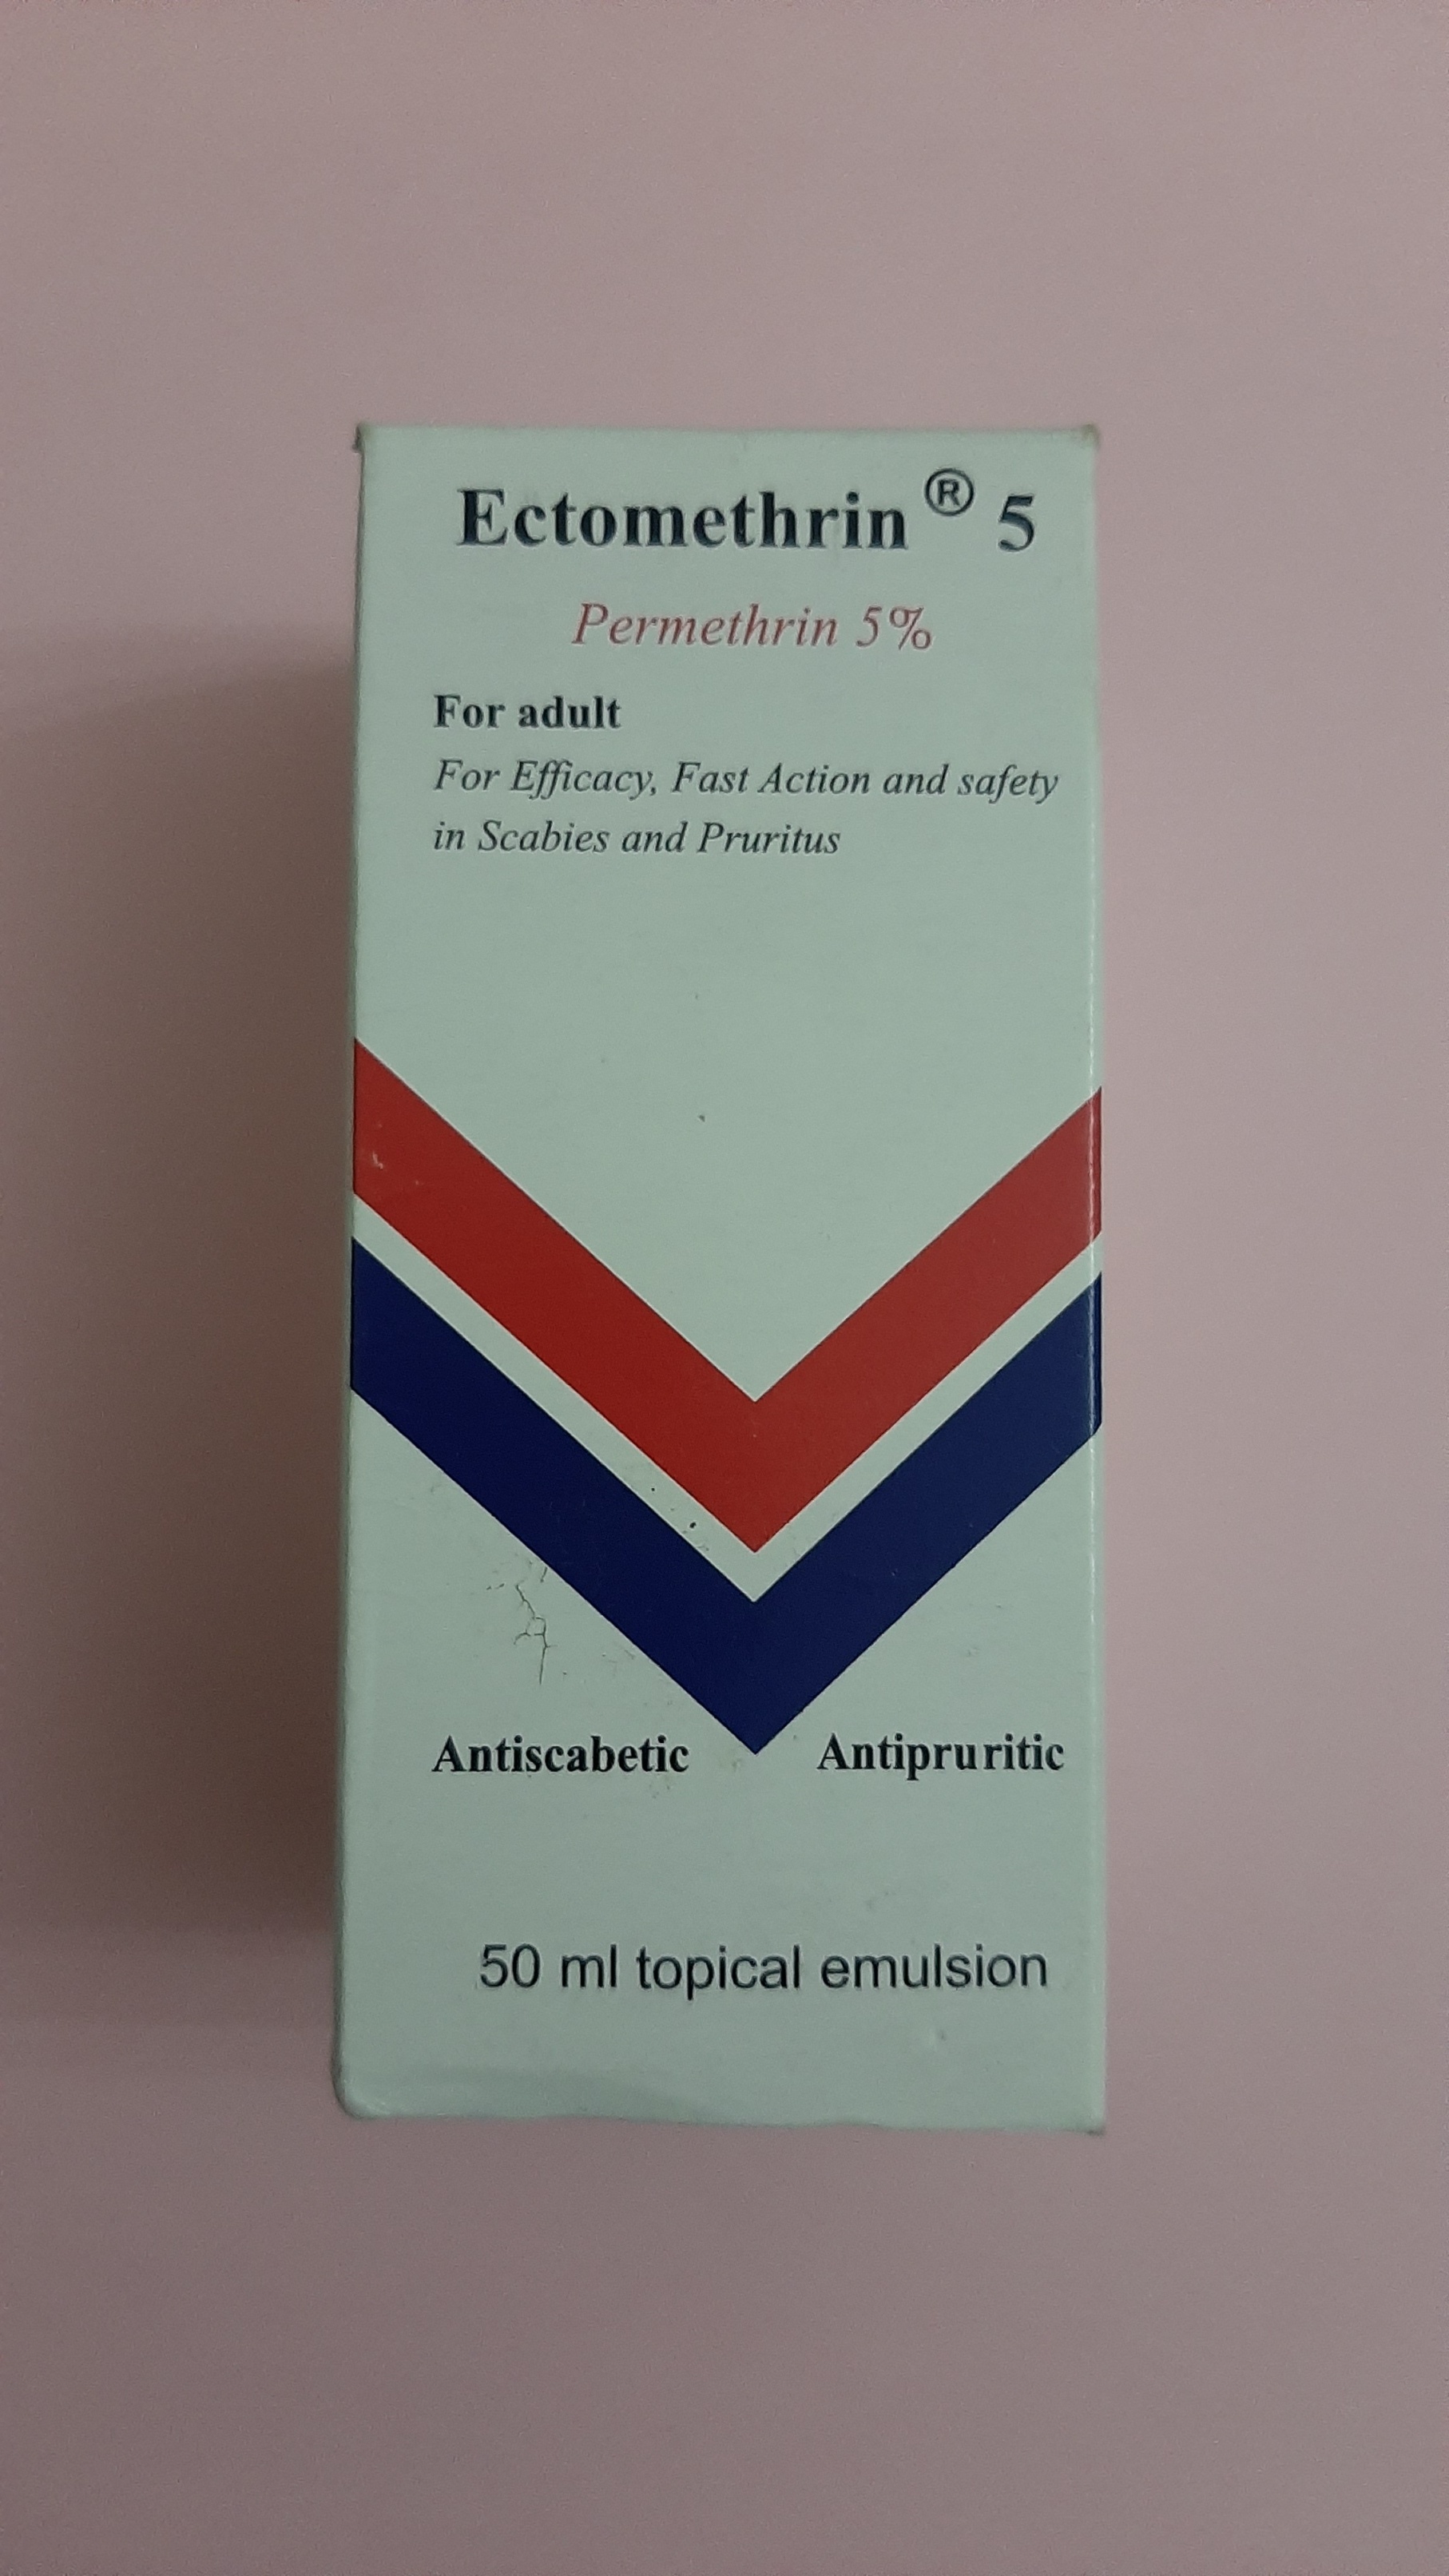 Ectomethrin® 5
Permethrin 5%
For adult
For Efficacy, Fast Action and safety
in Scabies and Pruritus
Antiscabetic Antipruritic
50 ml topical emulsion